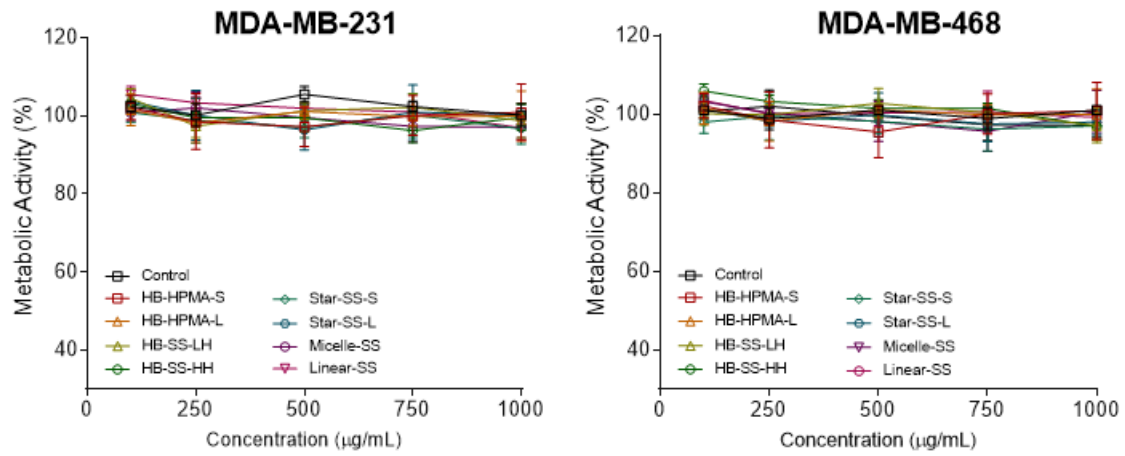 MDA-MB-231
120
100
80
60
40
Metabolic Activity (%)
Control
HB-HPMA-S
HB-HPMA-L
HB-SS-LH
HB-SS-HH
Star-SS-S
Star-SS-L
Micelle-SS
Linear-SS
0 250 500 750 1000
Concentration (µg/mL)
MDA-MB-468
120
100
80
60
40
Metabolic Activity (%)
Control
HB-HPMA-S
HB-HPMA-L
HB-SS-LH
HB-SS-HH
Star-SS-S
Star-SS-L
Micelle-SS
Linear-SS
0 250 500 750 1000
Concentration (µg/mL)